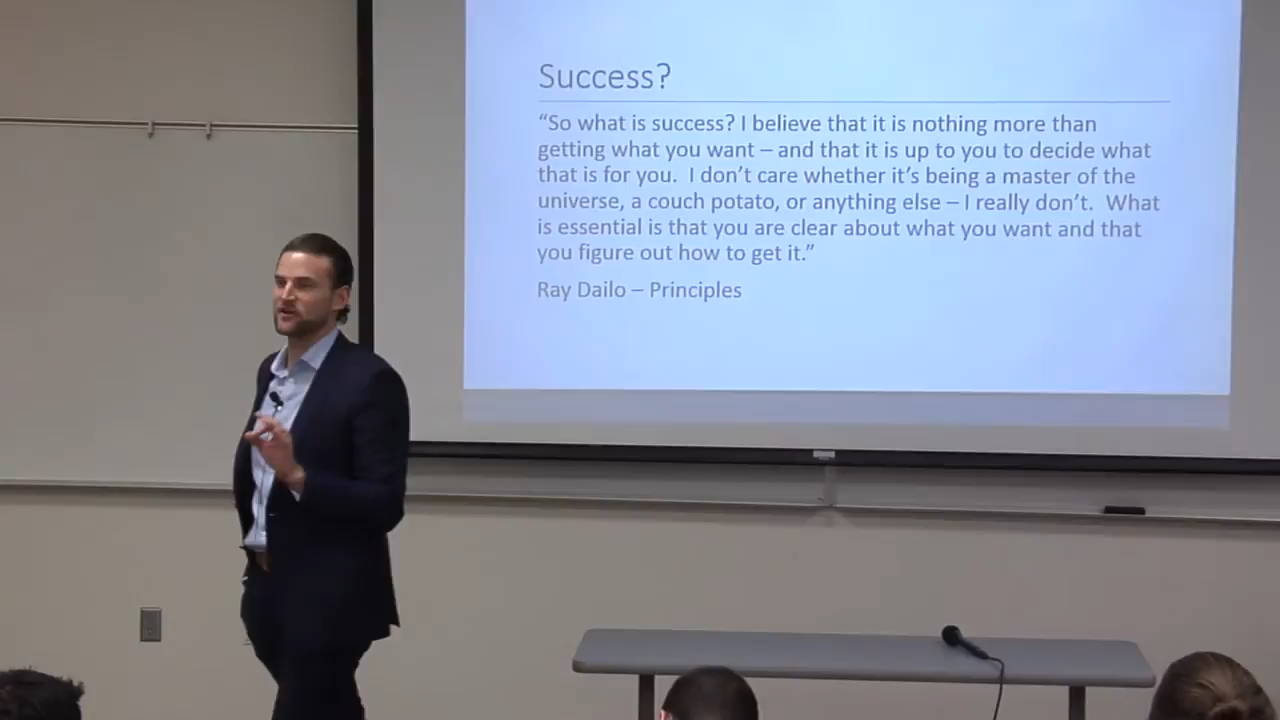 Success?
“So what is success? I believe that it is nothing more than
getting what you want – and that it is up to you to decide what
that is for you.  I don’t care whether it’s being a master of the
universe, a couch potato, or anything else – I really don’t.  What
is essential is that you are clear about what you want and that
you figure out how to get it.”
Ray Dailo – Principles